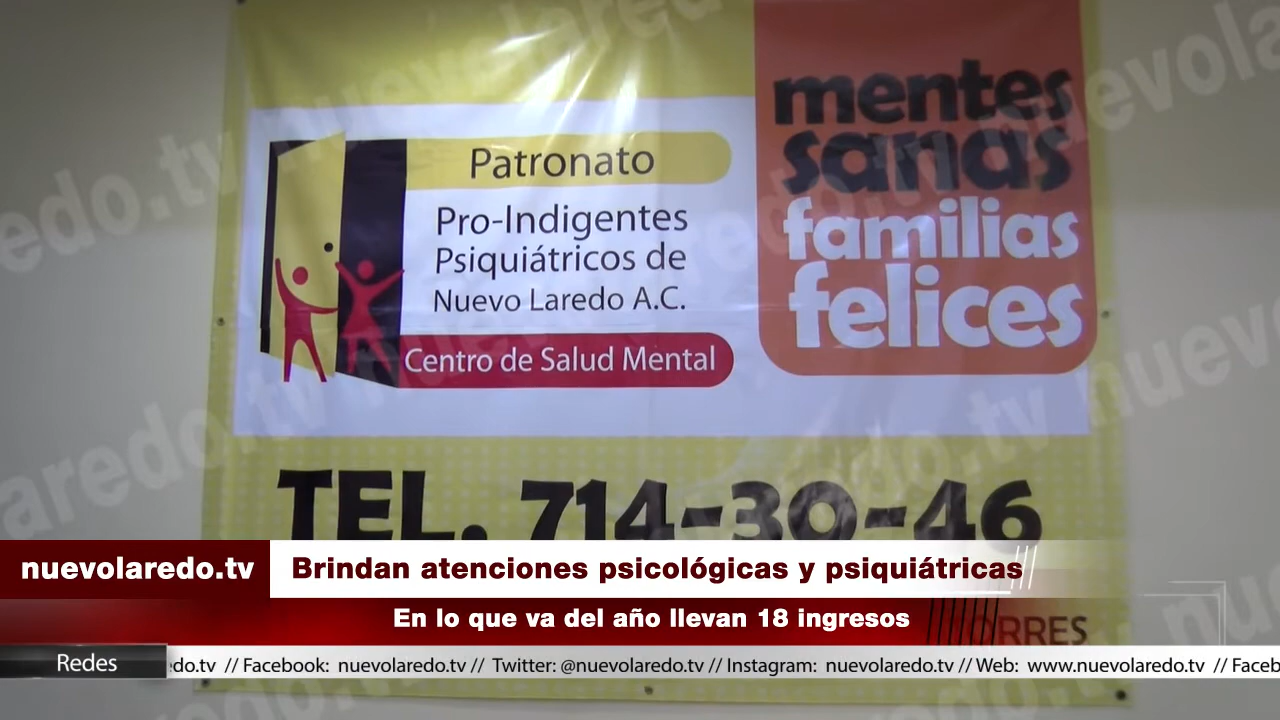 mentes
sanas
familias
felices
Patronato
Pro-Indigentes
Psiquiátricos de
Nuevo Laredo A.C.
Centro de Salud Mental
TEL. 714-30-46
nuevolaredo.tv
Brindan atenciones psicológicas y psiquiátricas
En lo que va del año llevan 18 ingresos
Redes
edo.tv // Facebook: nuevolaredo.tv // Twitter: @nuevolaredo.tv // Instagram: nuevolaredo.tv // Web: www.nuevolaredo.tv // Faceb
nuevolaredo.tv